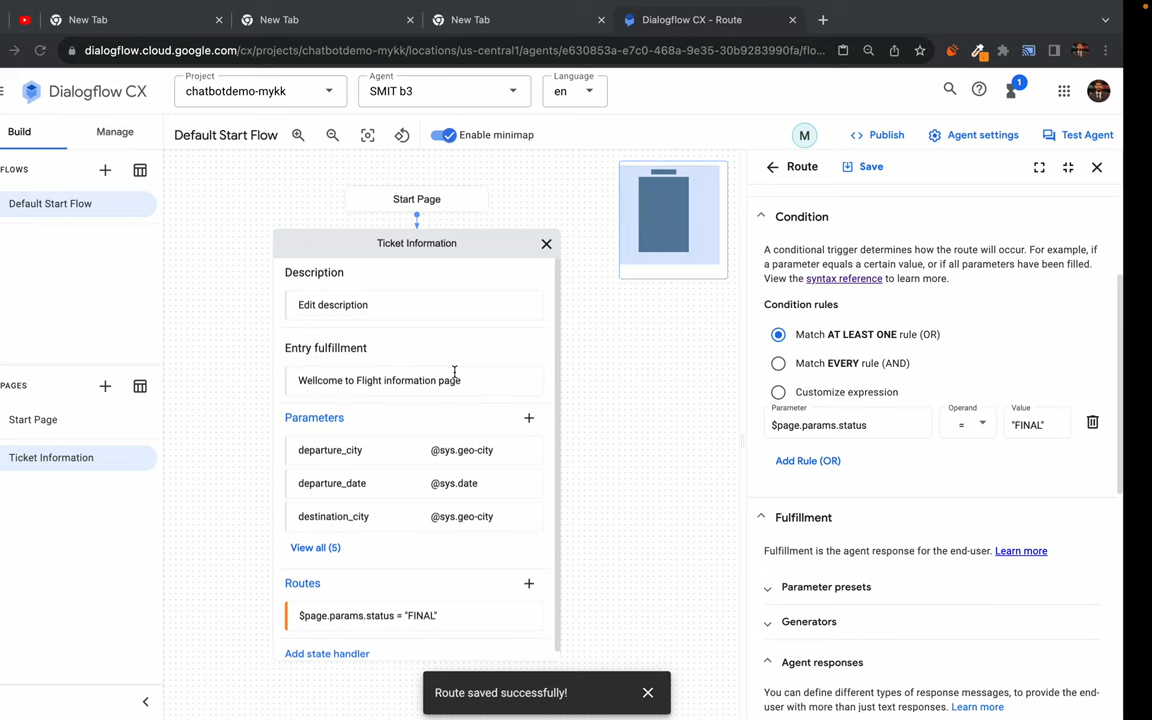 New Tab
New Tab
New Tab
Dialogflow CX - Route
dialogflow.cloud.google.com/cx/projects/chatbotdemo-mykk/locations/us-central1/agents/e630853a-e7c0-468a-9e35-30b9283990fa/flo...
Dialogflow CX
Project
chatbotdemo-mykk
Agent
SMIT b3
Language
en
1
Build
Manage
Default Start Flow
Enable minimap
M
Publish
Agent settings
Test Agent
FLOWS
Default Start Flow
PAGES
Start Page
Ticket Information
Start Page
Ticket Information
Description
Edit description
Entry fulfillment
Wellcome to Flight information page
Parameters
departure_city @sys.geo-city
departure_date @sys.date
destination_city @sys.geo-city
View all (5)
Routes
$page.params.status = "FINAL"
Add state handler
Route saved successfully!
Route
Save
Condition
A conditional trigger determines how the route will occur. For example, if
a parameter equals a certain value, or if all parameters have been filled.
View the syntax reference to learn more.
Condition rules
Match AT LEAST ONE rule (OR)
Match EVERY rule (AND)
Customize expression
Parameter
$page.params.status
Operand
=
Value
"FINAL"
Add Rule (OR)
Fulfillment
Fulfillment is the agent response for the end-user. Learn more
Parameter presets
Generators
Agent responses
You can define different types of response messages, to provide the end-
user with more than just text responses. Learn more